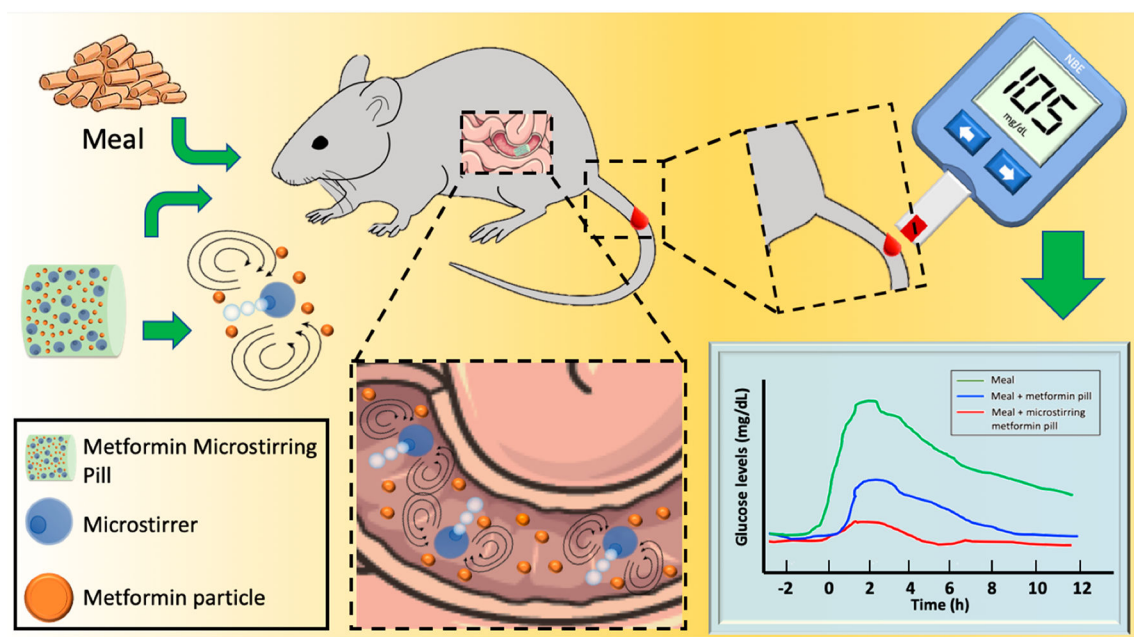 Meal
NBE
105
mg/dL
Metformin Microstirring
Pill
Microstirrer
Metformin particle
Glucose levels (mg/dL)
Meal
Meal + metformin pill
Meal + microstirring
metformin pill
-2 0 2 4 6 8 10 12
Time (h)